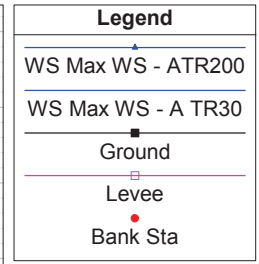 Legend
WS Max WS - ATR200
WS Max WS - A TR30
Ground
Levee
Bank Sta